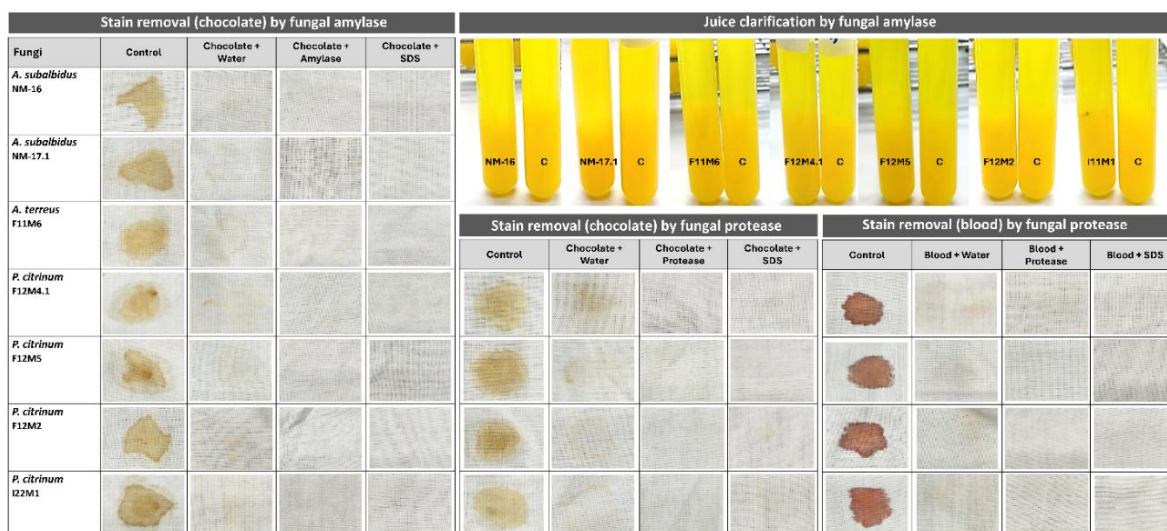 Stain removal (chocolate) by fungal amylase
Fungi
Control
Chocolate +
Water
Chocolate +
Amylase
Chocolate +
SDS
A. subalbidus
NM-16
A. subalbidus
NM-17.1
A. terreus
F11M6
P. citrinum
F12M4.1
P. citrinum
F12M5
P. citrinum
F12M2
P. citrinum
I22M1
Juice clarification by fungal amylase
NM-16
C
NM-17.1
C
F11M6
C
F12M4.1
C
F12M5
C
F12M2
C
I11M1
C
Stain removal (chocolate) by fungal protease
Control
Chocolate +
Water
Chocolate +
Protease
Chocolate +
SDS
Stain removal (blood) by fungal protease
Control
Blood + Water
Blood +
Protease
Blood + SDS